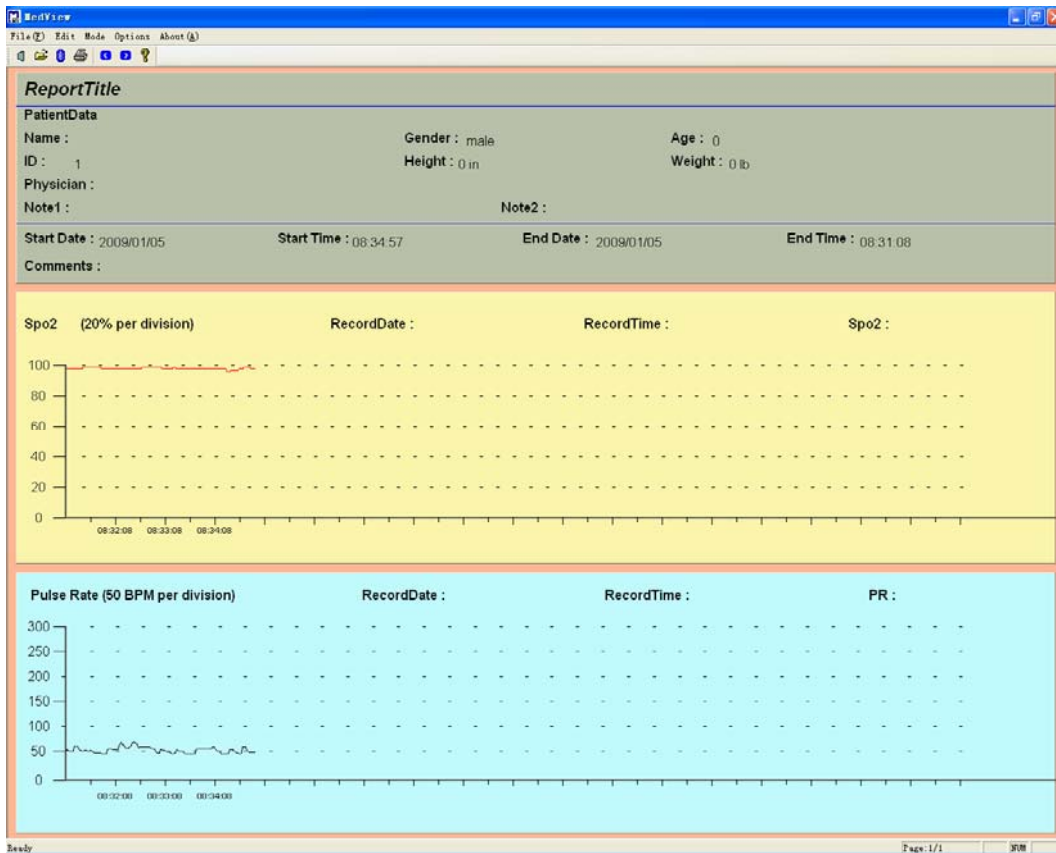 MedView
File(F) Edit Mode Options About(A)
ReportTitle
PatientData
Name : Gender : male Age : 0
ID : 1 Height : 0 in Weight : 0 lb
Physician :
Note1 : Note2 :
Start Date : 2009/01/05 Start Time : 08:34:57 End Date : 2009/01/05 End Time : 08:31:08
Comments :
Spo2 (20% per division) RecordDate : RecordTime : Spo2 :
100
80
60
40
20
0
08:32:08 08:33:08 08:34:08
Pulse Rate (50 BPM per division) RecordDate : RecordTime : PR :
300
250
200
150
100
50
0
08:32:08 08:33:08 08:34:08
Ready Page:1/1 NUM